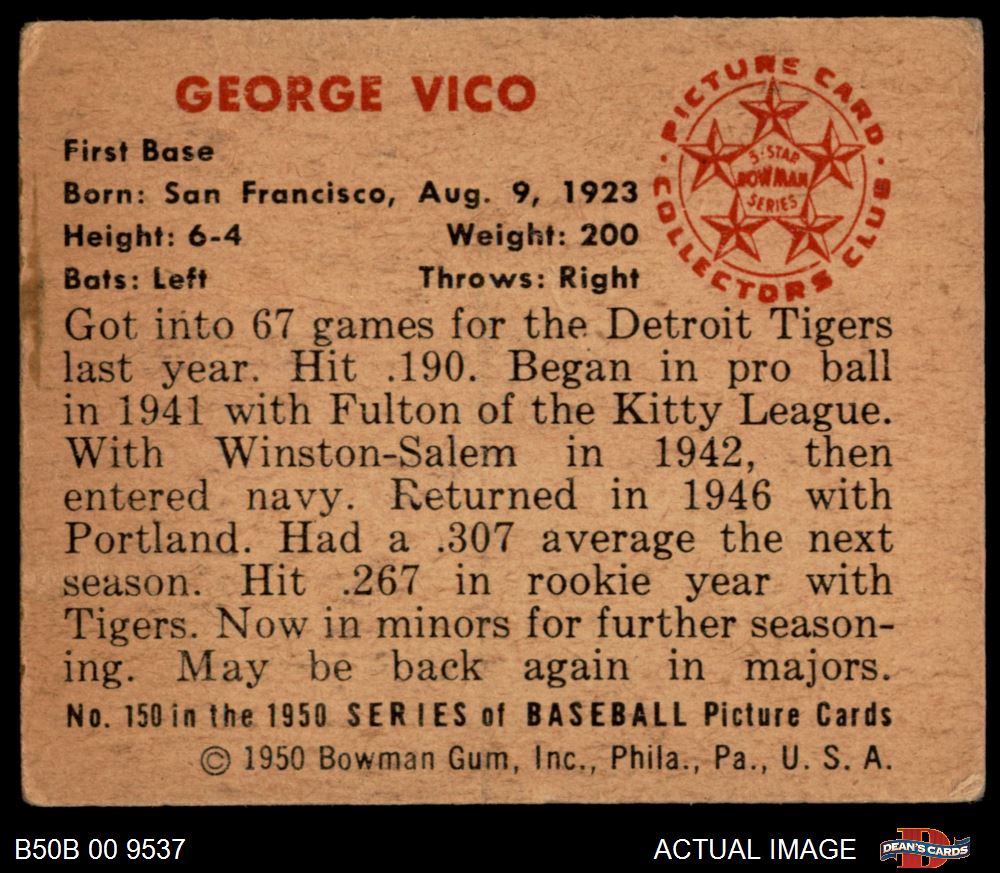 GEORGE VICO
First Base
Born: San Francisco, Aug. 9, 1923
Height: 6-4 Weight: 200
Bats: Left Throws: Right
PICTURE CARD
COLLECTORS CLUB
5-STAR
BOWMAN
SERIES
Got into 67 games for the Detroit Tigers
last year. Hit .190. Began in pro ball
in 1941 with Fulton of the Kitty League.
With Winston-Salem in 1942, then
entered navy. Returned in 1946 with
Portland. Had a .307 average the next
season. Hit .267 in rookie year with
Tigers. Now in minors for further season-
ing. May be back again in majors.
No. 150 in the 1950 SERIES of BASEBALL Picture Cards
© 1950 Bowman Gum, Inc., Phila., Pa., U. S. A.
B50B 00 9537
ACTUAL IMAGE
D
DEAN'S CARDS